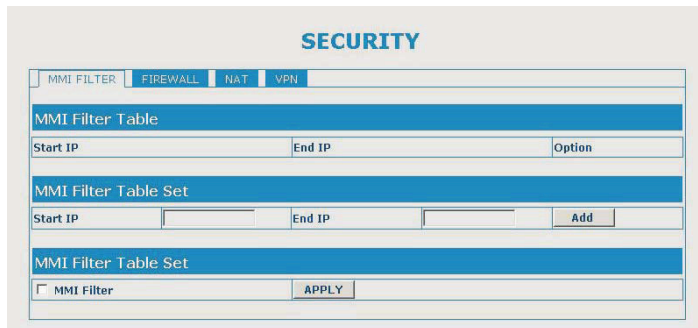 SECURITY
MMI FILTER FIREWALL NAT VPN
MMI Filter Table
Start IP End IP Option
MMI Filter Table Set
Start IP End IP Add
MMI Filter Table Set
MMI Filter APPLY